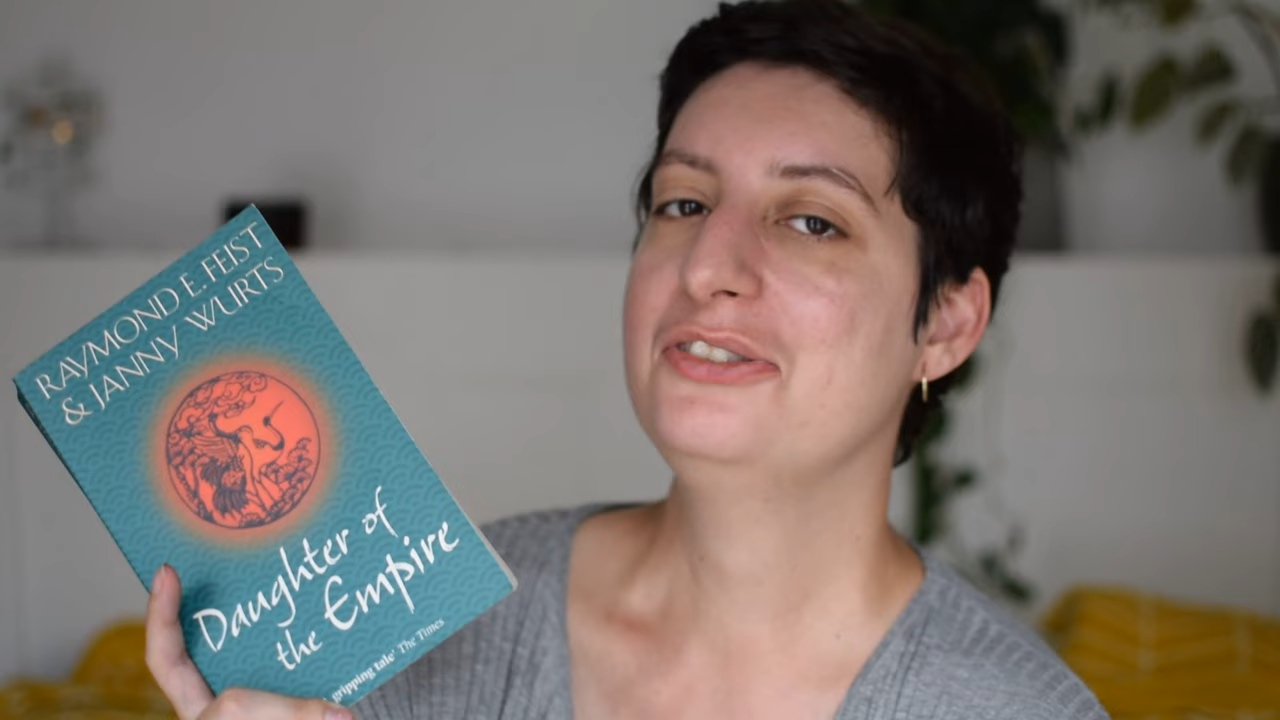 RAYMOND E. FEIST
& JANNY WURTS
Daughter of
the Empire
gripping tale' The Times